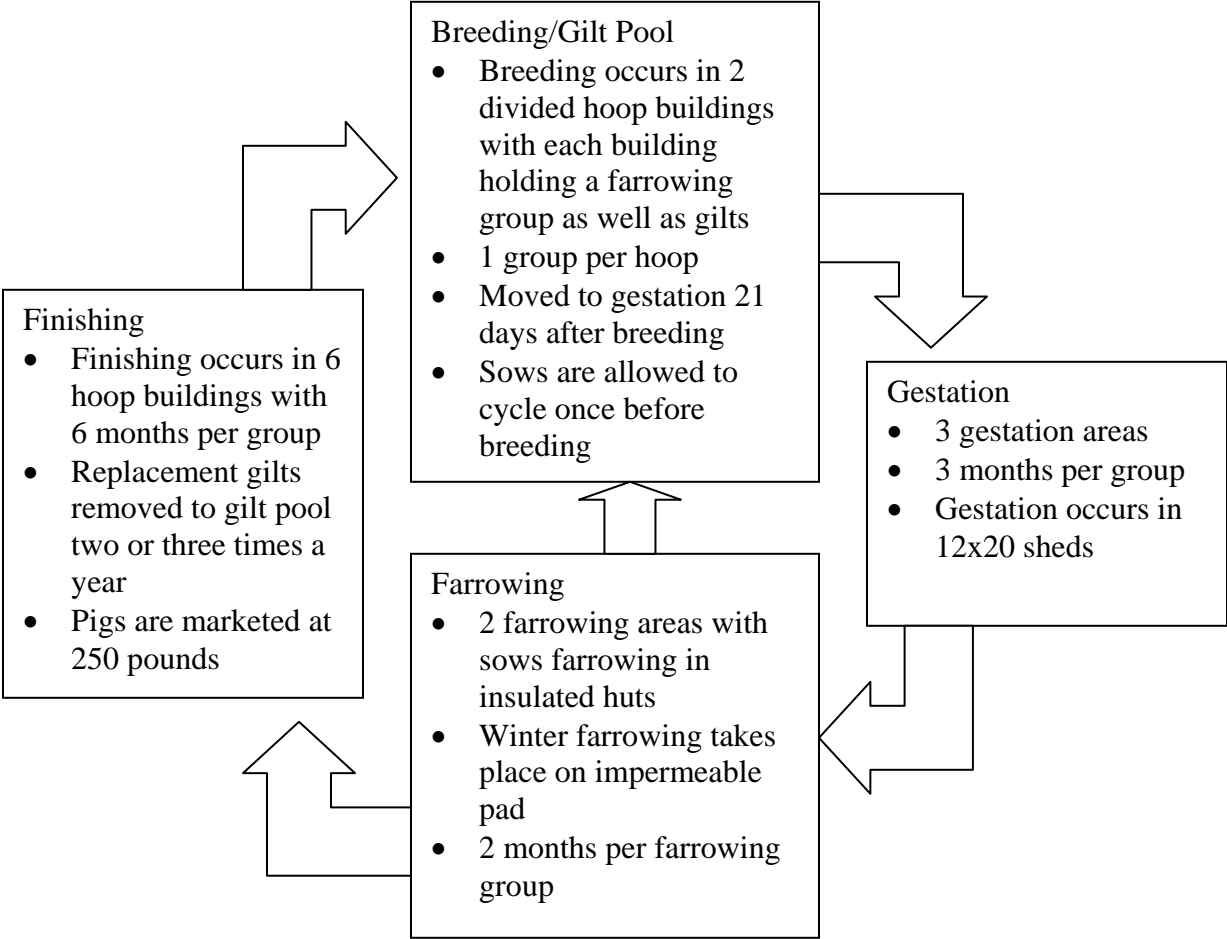 Breeding/Gilt Pool
• Breeding occurs in 2
divided hoop buildings
with each building
holding a farrowing
group as well as gilts
• 1 group per hoop
• Moved to gestation 21
days after breeding
• Sows are allowed to
cycle once before
breeding
Finishing
• Finishing occurs in 6
hoop buildings with
6 months per group
• Replacement gilts
removed to gilt pool
two or three times a
year
• Pigs are marketed at
250 pounds
Gestation
• 3 gestation areas
• 3 months per group
• Gestation occurs in
12x20 sheds
Farrowing
• 2 farrowing areas with
sows farrowing in
insulated huts
• Winter farrowing takes
place on impermeable
pad
• 2 months per farrowing
group